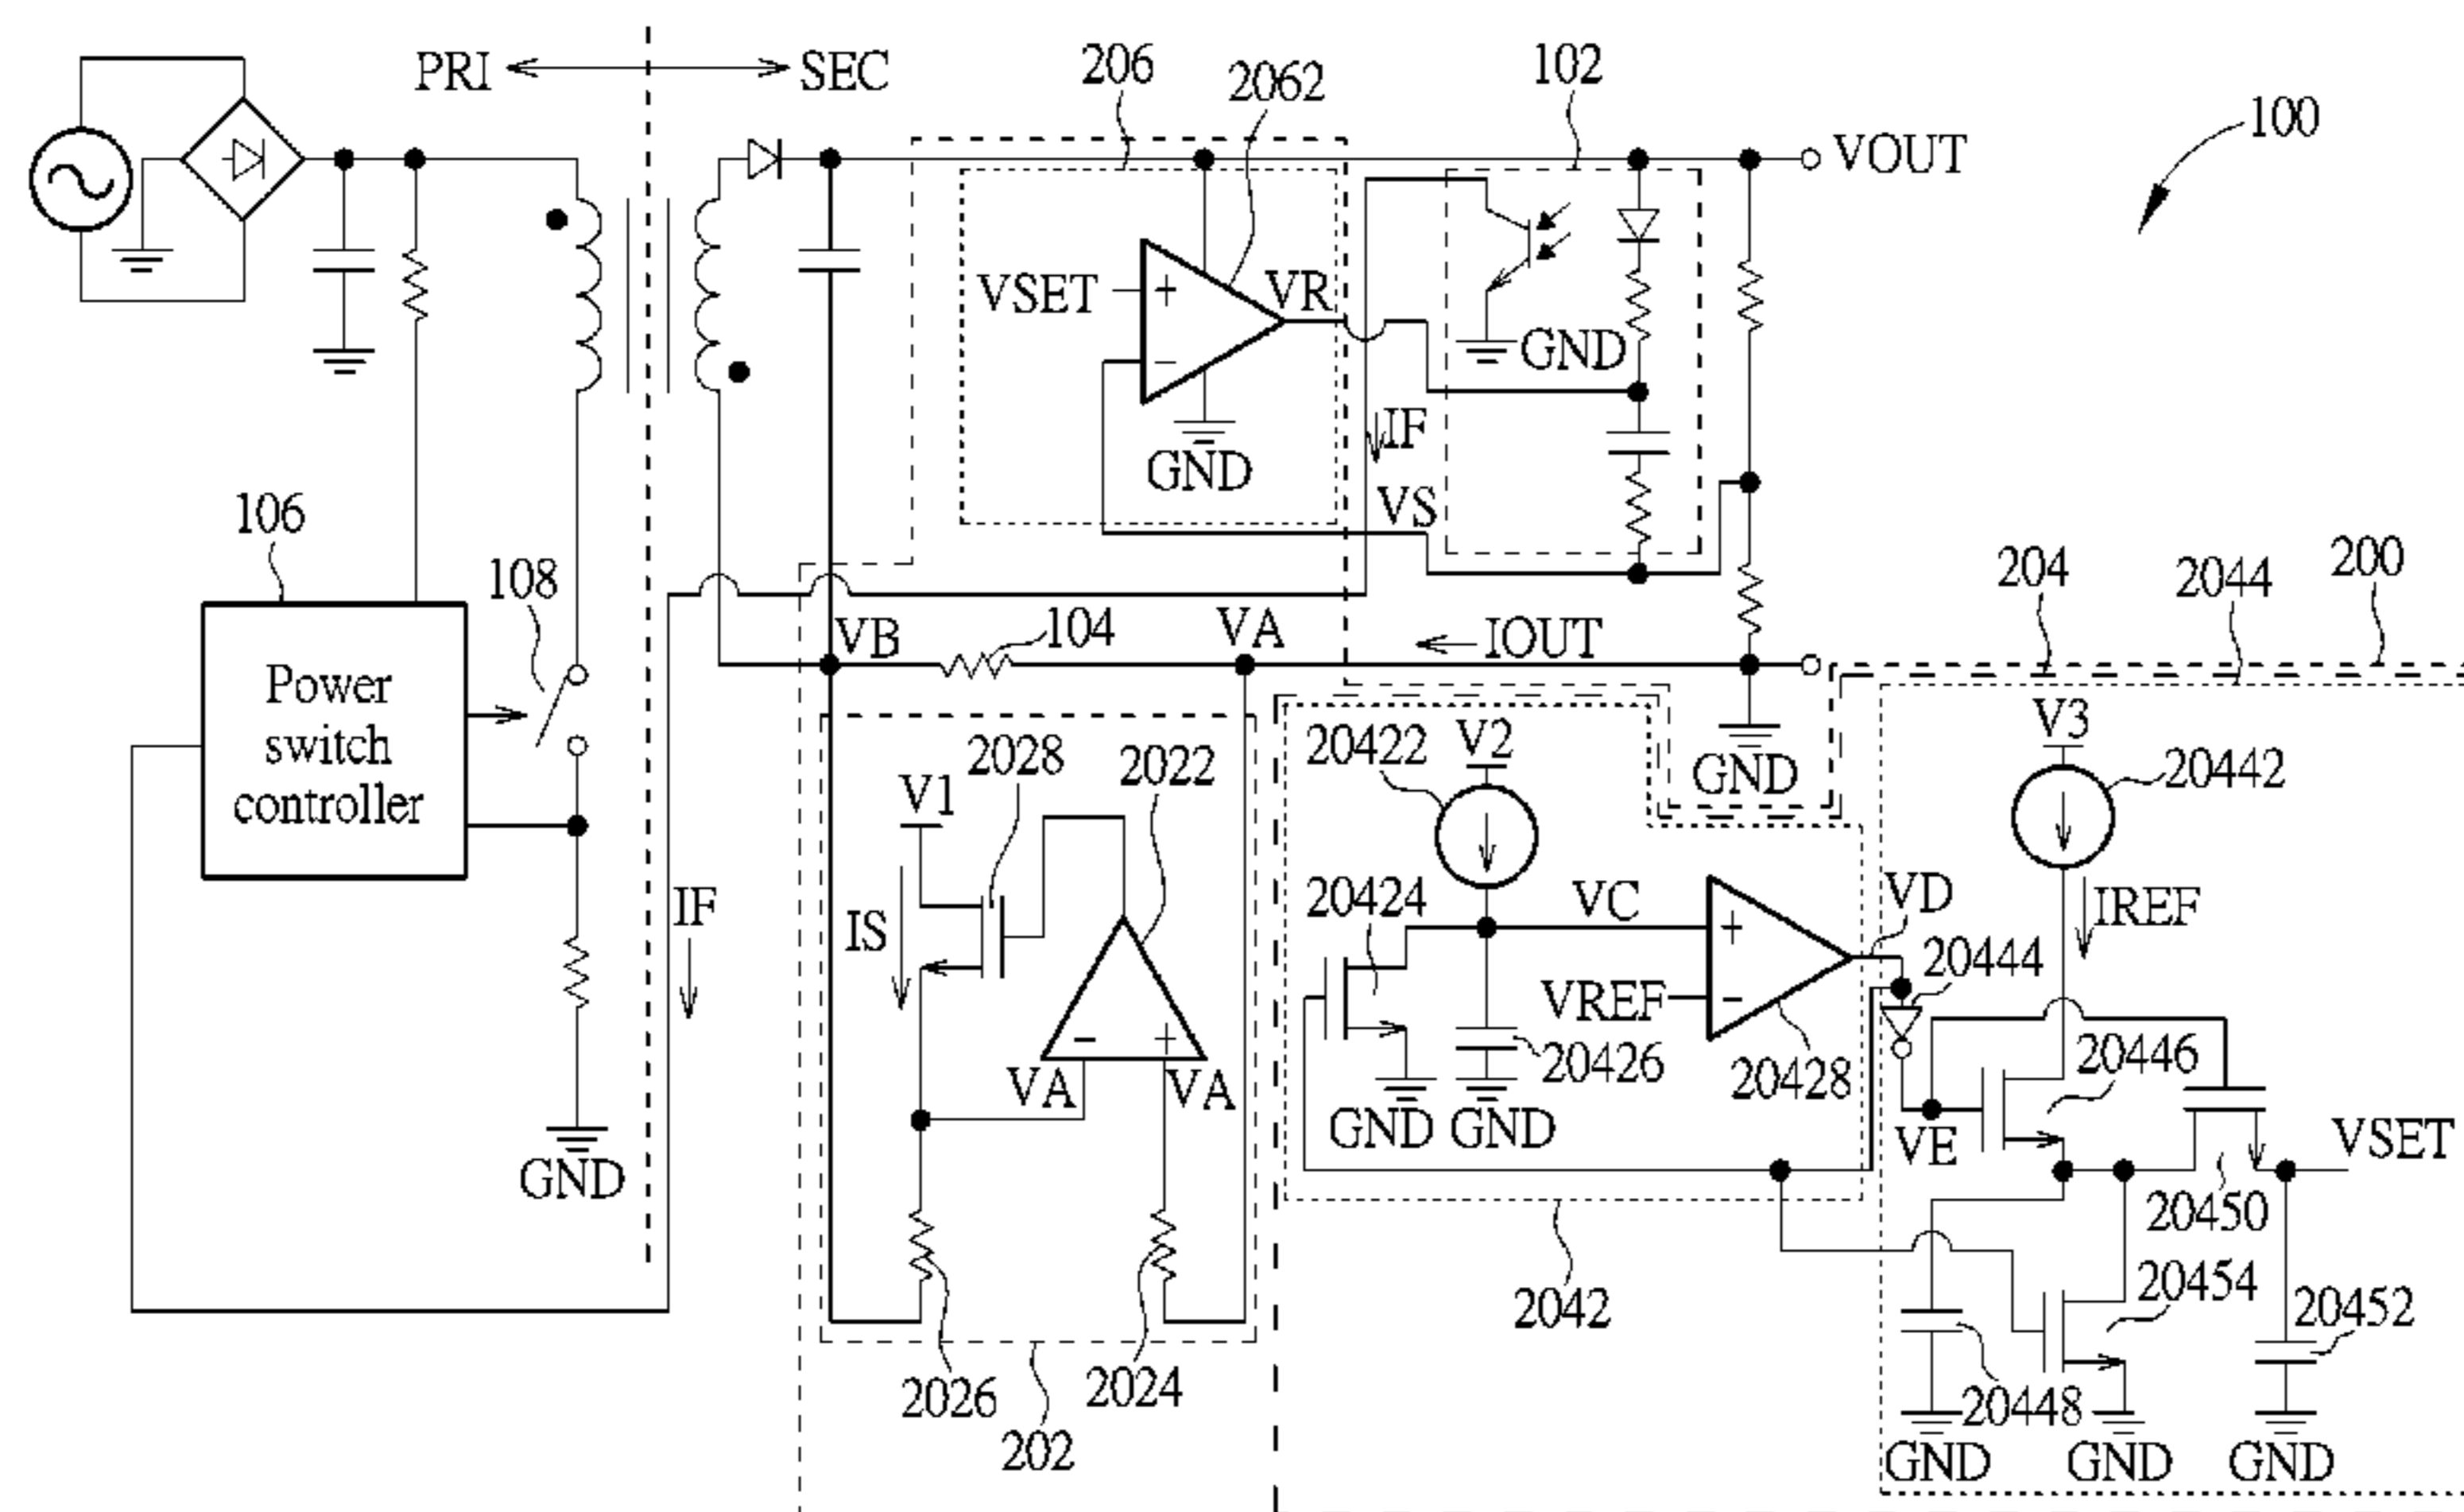 PRI
SEC
206
2062
102
100
VOUT
VSET
+
−
VR
GND
GND
IF
VS
106
108
Power
switch
controller
VB
104
VA
IOUT
204
2044
200
GND
V1
2028
2022
20422
V2
V3
20442
IS
IF
20424
VC
VD
IREF
20444
VREF
+
−
−
+
VA
VA
20426
20428
20446
GND
GND
GND
VE
VSET
20450
2026
2024
202
2042
20454
20452
20448
GND
GND
GND